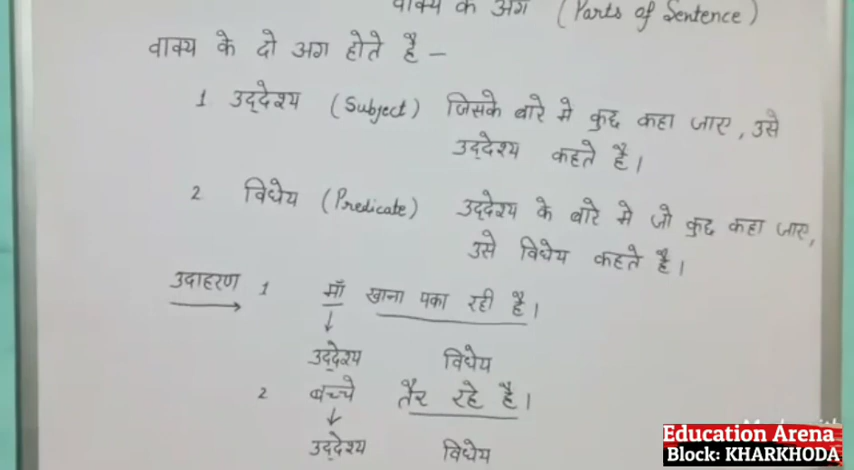 वाक्य के अंग (Parts of Sentence)
वाक्य के दो अग होते है –
1 उद्देश्य (Subject) जिसके बारे मे कुछ कहा जाए, उसे
उद्देश्य कहते है।
2 विधेय (Predicate) उद्देश्य के बारे मे जो कुछ कहा जाए,
उसे विधेय कहते है।
उदाहरण 1 माँ खाना पका रही है।
उद्देश्य विधेय
2 बच्चे तैर रहे है।
उद्देश्य विधेय
Education Arena
Block: KHARKHODA